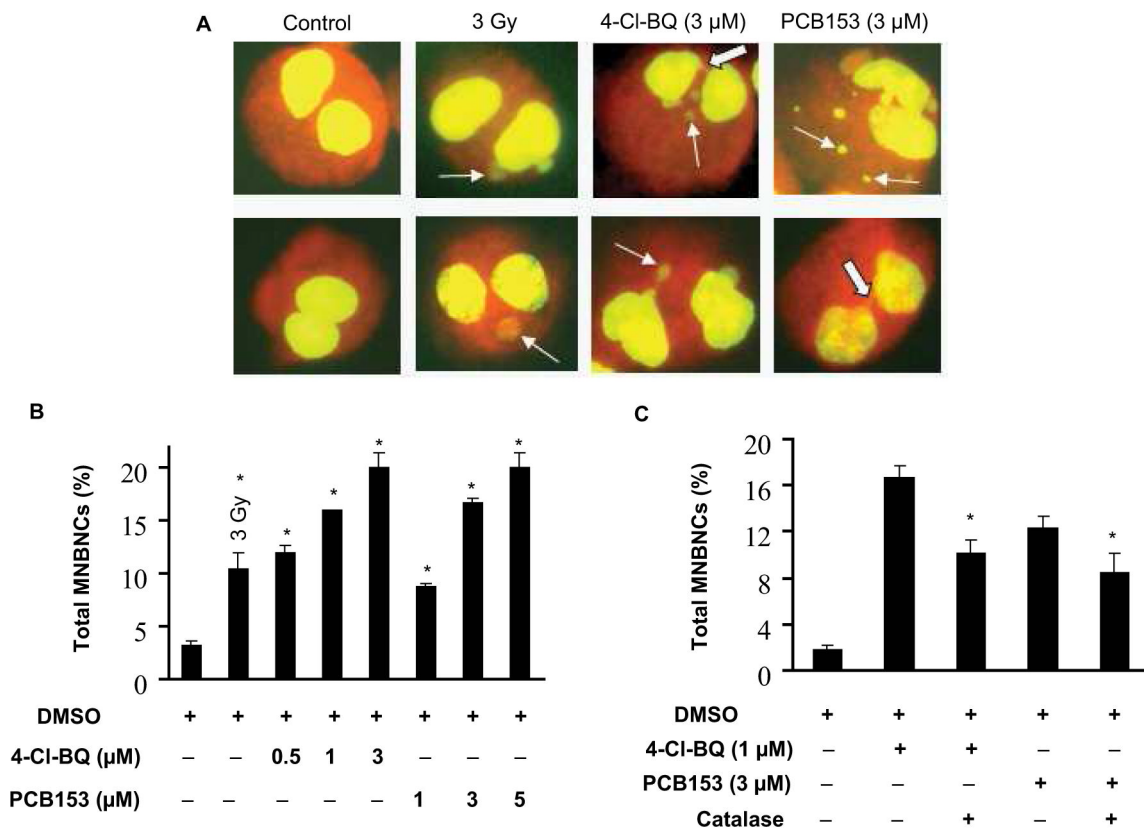 A
Control
3 Gy
4-Cl-BQ (3 μM)
PCB153 (3 μM)
B
Total MNBNCs (%)
20
15
10
5
0
3 Gy *
*
*
*
*
*
*
DMSO + + + + + + + +
4-Cl-BQ (μM) – – 0.5 1 3 – – –
PCB153 (μM) – – – – – 1 3 5
C
Total MNBNCs (%)
20
16
12
8
4
0
*
*
DMSO + + + + +
4-Cl-BQ (1 μM) – + + – –
PCB153 (3 μM) – – – + +
Catalase – – + – +